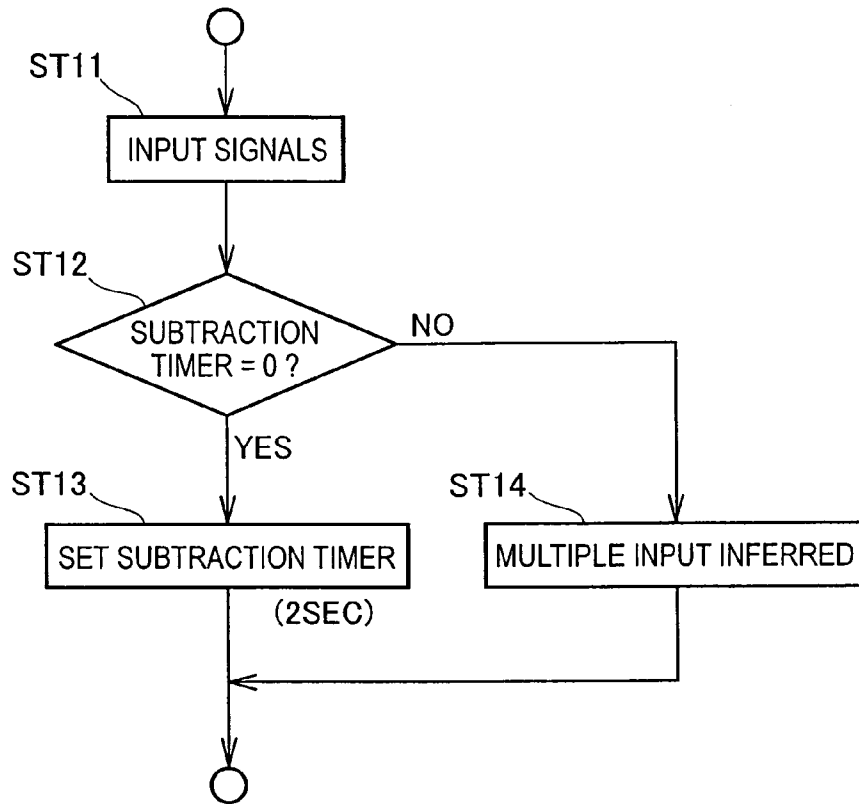 ST11
INPUT SIGNALS
ST12
SUBTRACTION
TIMER = 0 ?
NO
YES
ST13
SET SUBTRACTION TIMER
(2SEC)
ST14
MULTIPLE INPUT INFERRED